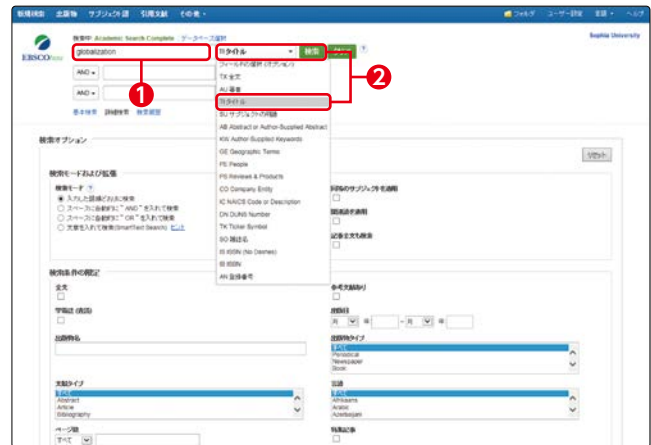 新規検索 出版物 サブジェクト語 引用文献 その他
フォルダ ユーザー設定 言語 ヘルプ
検索中: Academic Search Complete データベース選択
Sophia University
EBSCO
globalization
TI タイトル
検索
AND
AND
1
2
基本検索 詳細検索 検索履歴
フィールドの選択 (オプション)
TX 全文
AU 著者
TI タイトル
SU サブジェクトの用語
AB Abstract or Author-Supplied Abstract
KW Author-Supplied Keywords
GE Geographic Terms
PE People
PS Reviews & Products
CO Company Entity
IC NAICS Code or Description
DN DUNS Number
TK Ticker Symbol
SO 雑誌名
IS ISSN (No Dashes)
IB ISBN
AN 登録番号
検索オプション
リセット
検索モードおよび拡張
検索モード
入力した語順どおりに検索
スペースに自動的に "AND" を入れて検索
スペースに自動的に "OR" を入れて検索
文章を入れて検索(SmartText Search) ヒント
同係のサブジェクトを適用
関連語を適用
記事全文も検索
検索条件の限定
全文
参考文献あり
学術誌 (査読)
出版日
月 年 - 月 年
出版物名
出版物タイプ
すべて
Periodical
Newspaper
Book
文献タイプ
すべて
Abstract
Article
Bibliography
言語
すべて
Afrikaans
Arabic
Azerbaijani
ページ数
すべて
特集記事